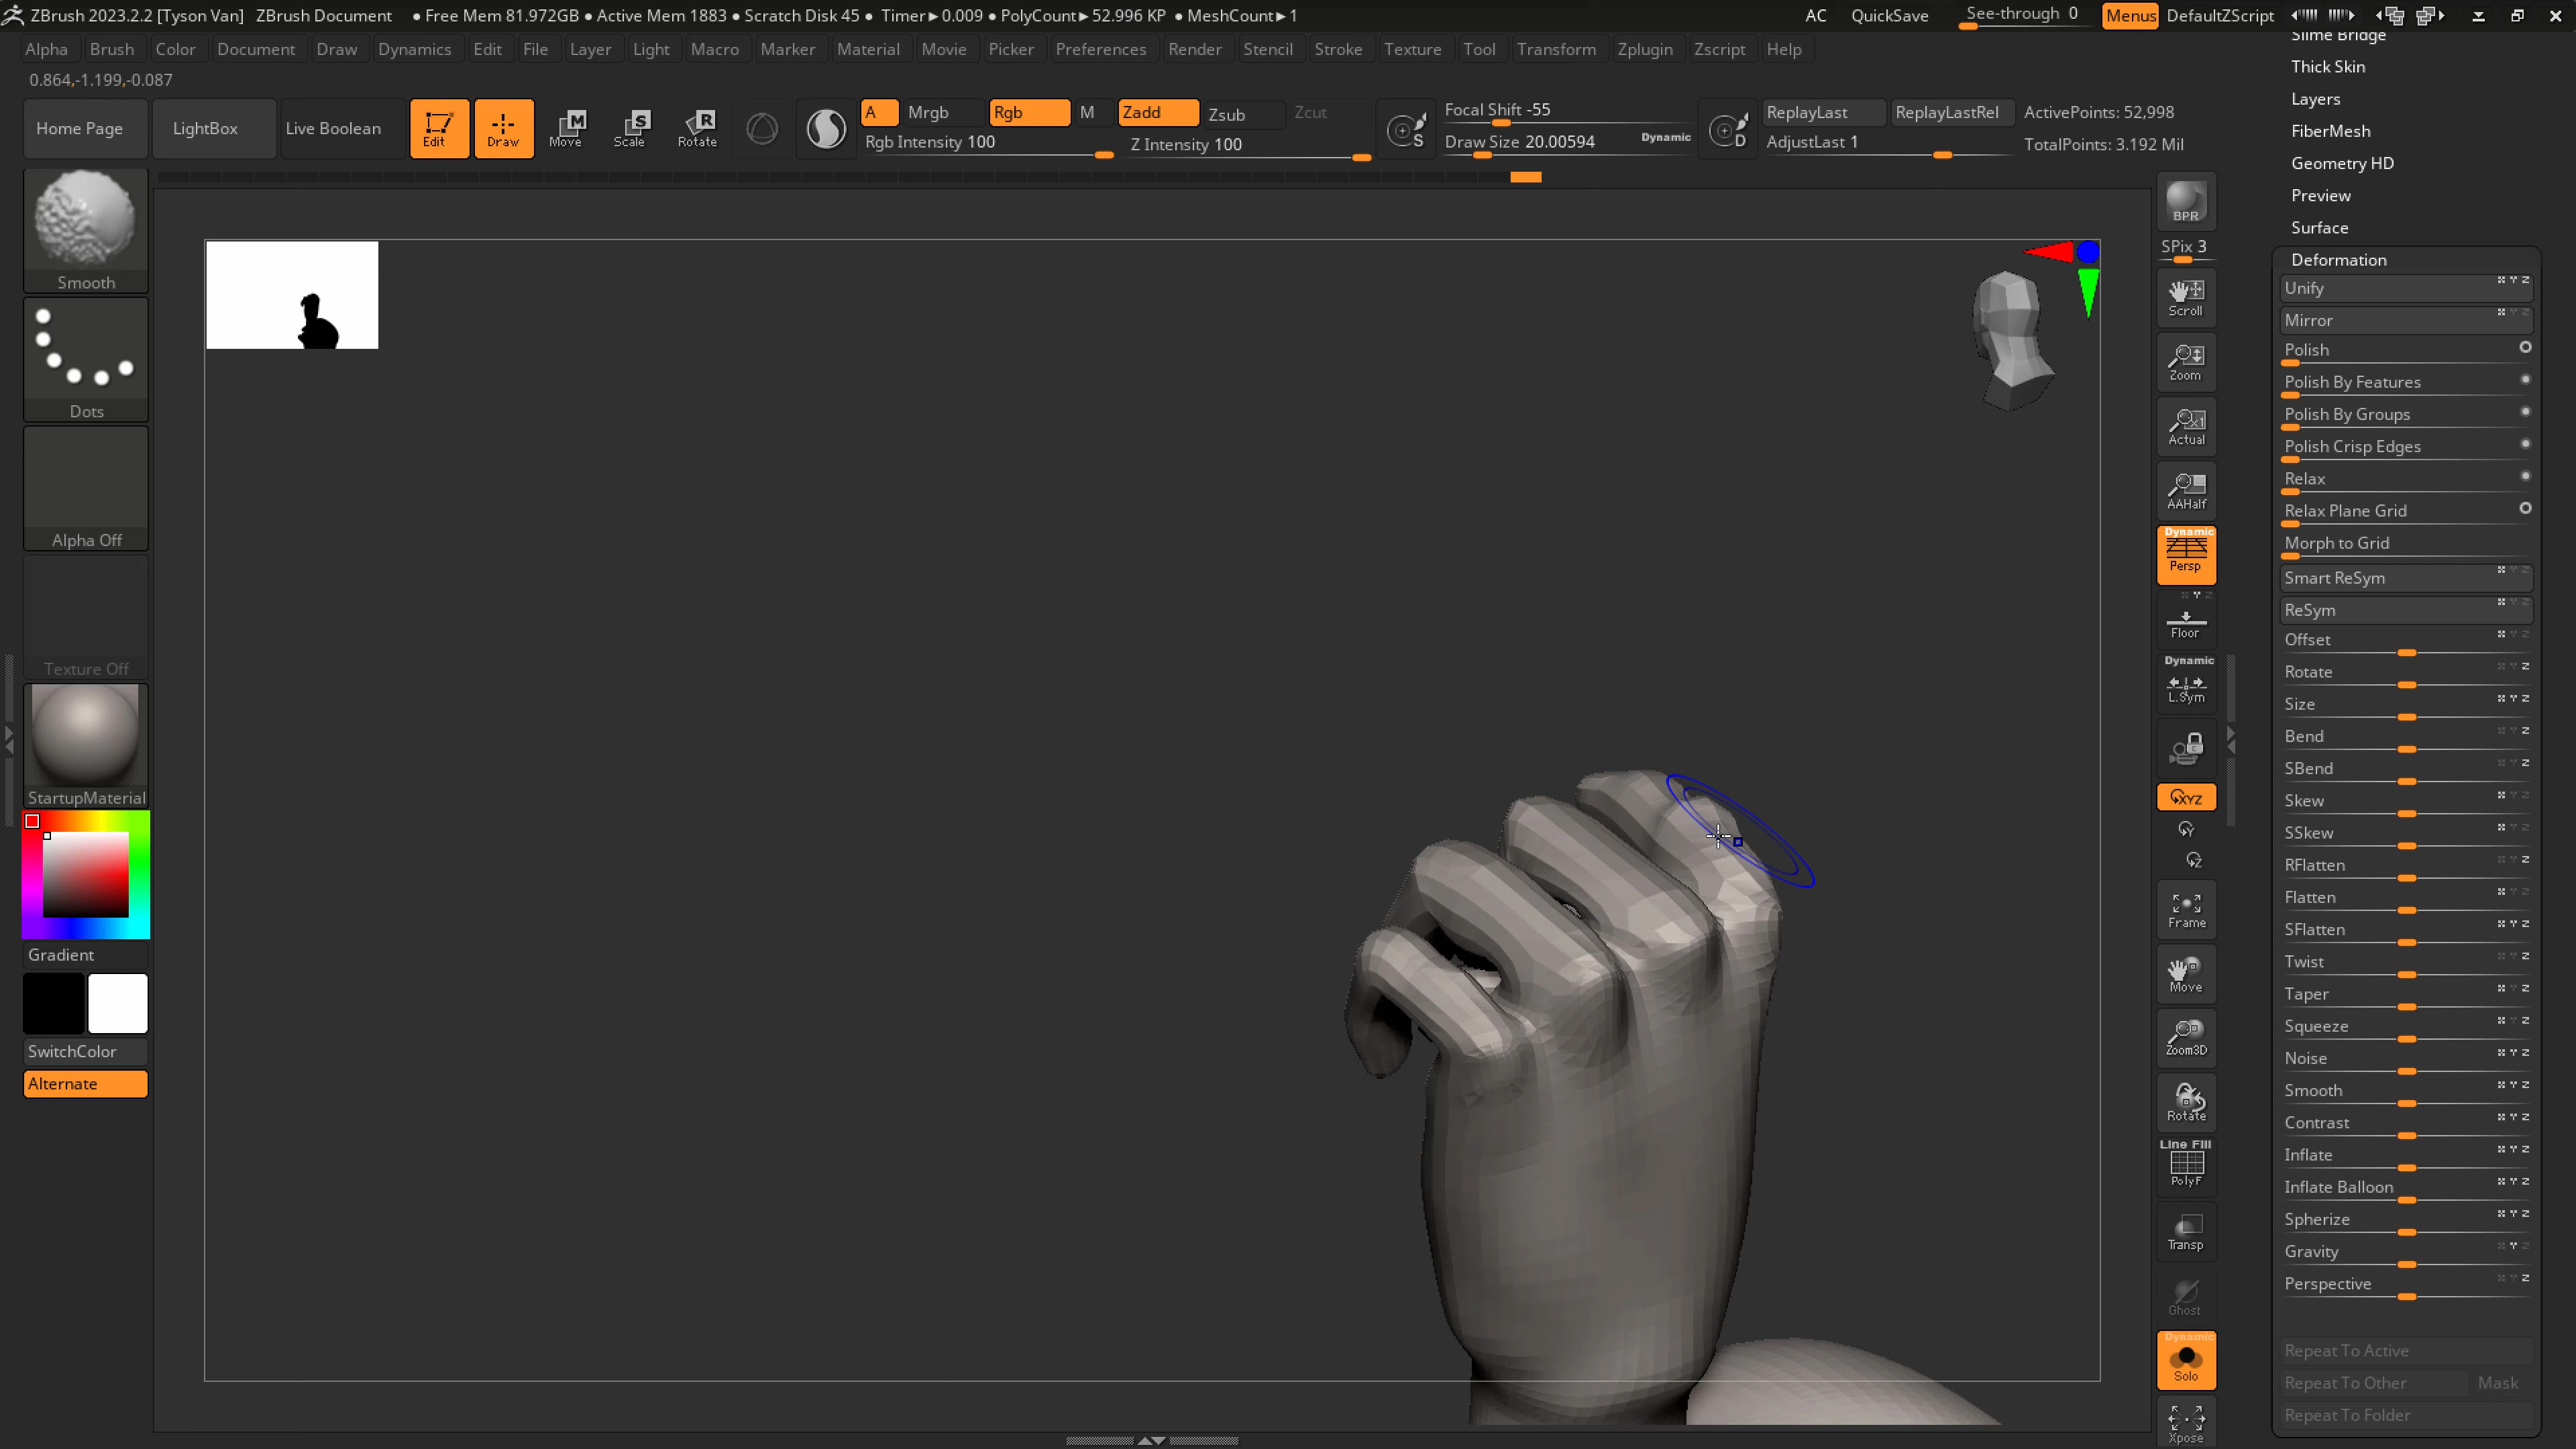 ZBrush 2023.2.2 [Tyson Van] ZBrush Document ● Free Mem 81.972GB ● Active Mem 1883 ● Scratch Disk 45 ● Timer►0.009 ● PolyCount►52.996 KP ● MeshCount►1 AC QuickSave See-through 0 Menus DefaultZScript
Alpha Brush Color Document Draw Dynamics Edit File Layer Light Macro Marker Material Movie Picker Preferences Render Stencil Stroke Texture Tool Transform Zplugin Zscript Help
0.864,-1.199,-0.087
Home Page LightBox Live Boolean Edit Draw Move Scale Rotate
M S R
A Mrgb Rgb M Zadd Zsub Zcut
Rgb Intensity 100 Z Intensity 100
S Focal Shift -55
Draw Size 20.00594 Dynamic
D ReplayLast ReplayLastRel ActivePoints: 52,998
AdjustLast 1 TotalPoints: 3.192 Mil
Smooth
Dots
Alpha Off
Texture Off
StartupMaterial
Gradient
SwitchColor
Alternate
BPR
SPix 3
Scroll
Zoom
x1
Actual
AAHalf
Dynamic
Persp
Floor
Dynamic
L.Sym
XYZ
Y
Z
Frame
Move
Zoom3D
Rotate
Line Fill
PolyF
Transp
Ghost
Dynamic
Solo
Xpose
Slime Bridge
Thick Skin
Layers
FiberMesh
Geometry HD
Preview
Surface
Deformation
Unify X Y Z
Mirror X Y Z
Polish
Polish By Features
Polish By Groups
Polish Crisp Edges
Relax
Relax Plane Grid
Morph to Grid
Smart ReSym X Y Z
ReSym X Y Z
Offset X Y Z
Rotate X Y Z
Size X Y Z
Bend X Y Z
SBend X Y Z
Skew X Y Z
SSkew X Y Z
RFlatten X Y Z
Flatten X Y Z
SFlatten X Y Z
Twist X Y Z
Taper X Y Z
Squeeze X Y Z
Noise X Y Z
Smooth X Y Z
Contrast X Y Z
Inflate X Y Z
Inflate Balloon X Y Z
Spherize X Y Z
Gravity X Y Z
Perspective X Y Z
Repeat To Active
Repeat To Other Mask
Repeat To Folder